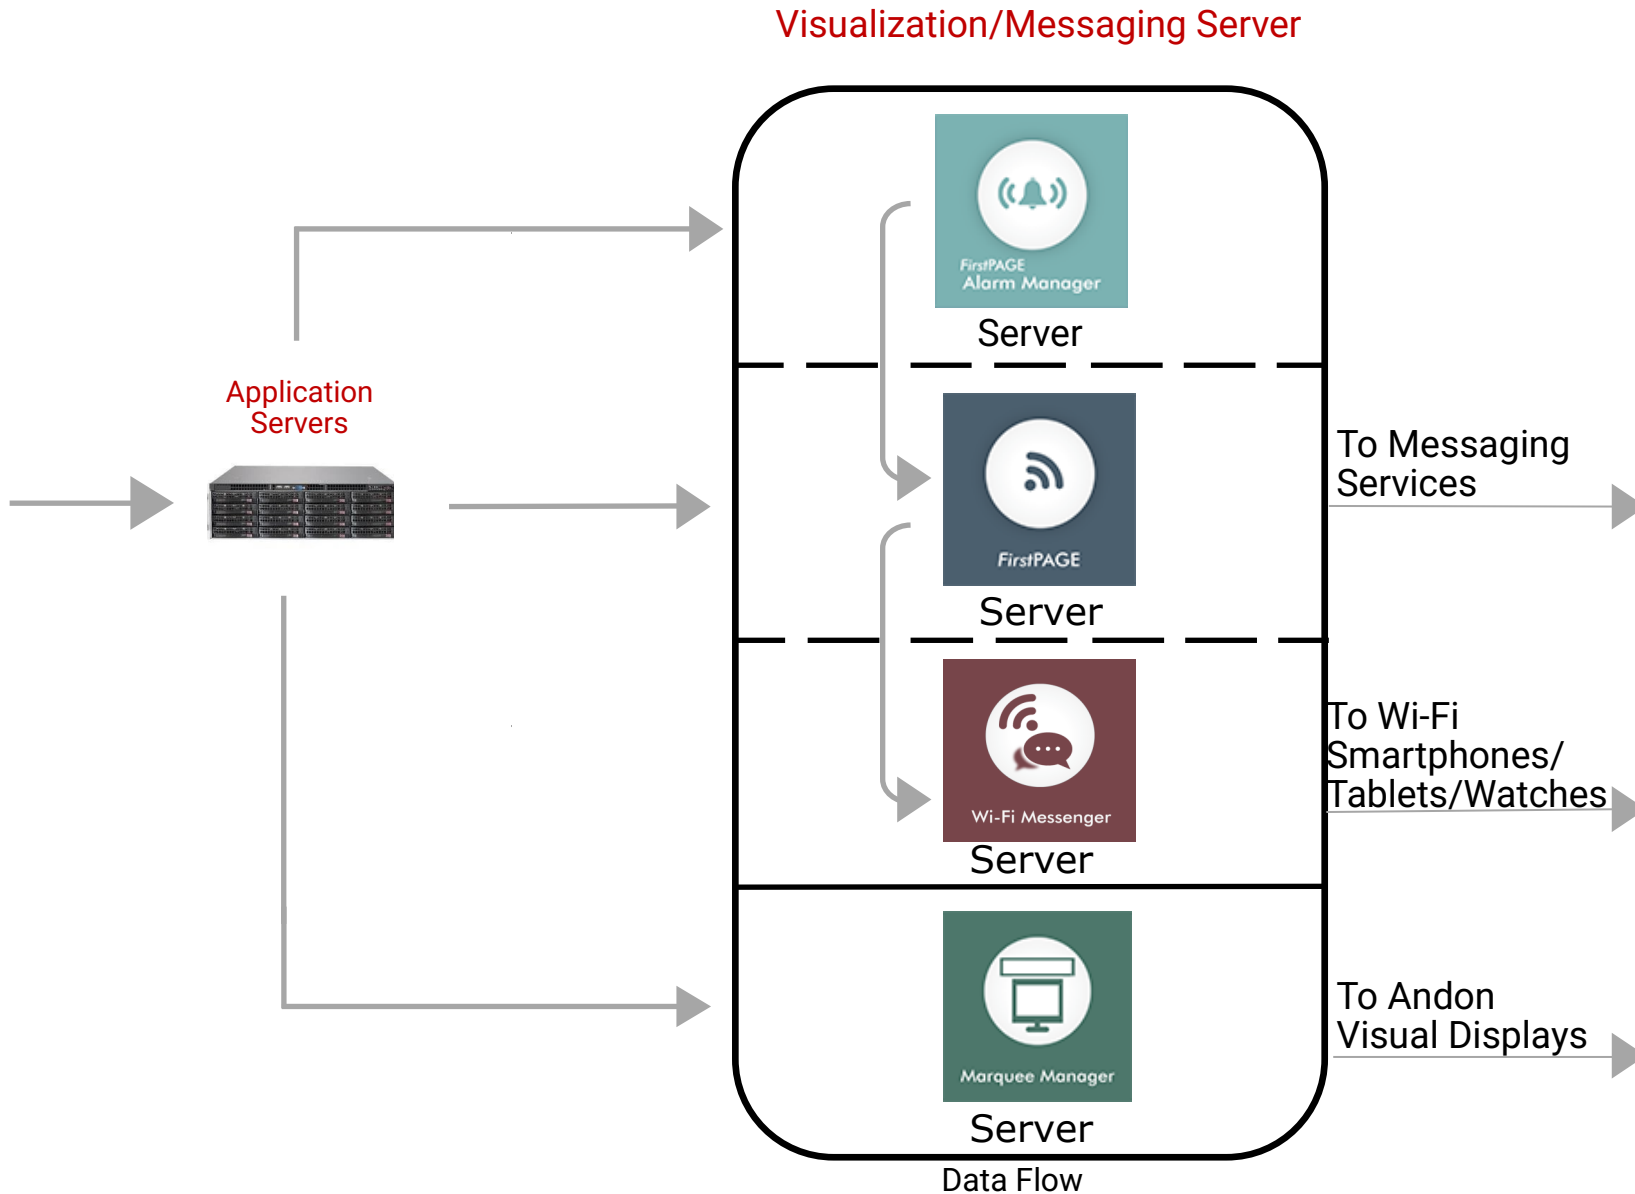 Visualization/Messaging Server
FirstPAGE
Alarm Manager
Server
Application
Servers
FirstPAGE
Server
To Messaging
Services
Wi-Fi Messenger
Server
To Wi-Fi
Smartphones/
Tablets/Watches
Marquee Manager
Server
To Andon
Visual Displays
Data Flow